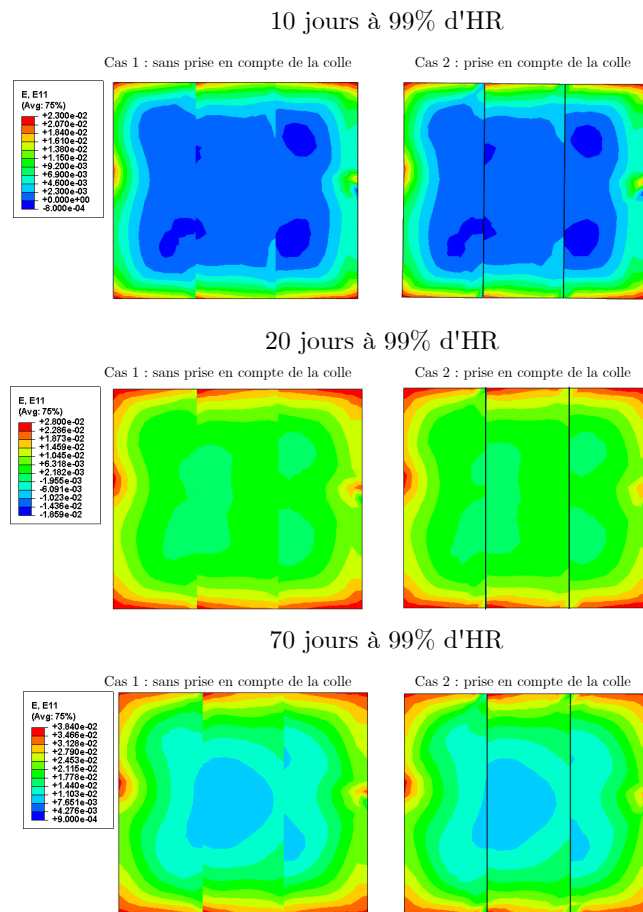 10 jours à 99% d'HR
Cas 1 : sans prise en compte de la colle
Cas 2 : prise en compte de la colle
E, E11
(Avg: 75%)
+2.300e-02
+2.070e-02
+1.840e-02
+1.610e-02
+1.380e-02
+1.150e-02
+9.200e-03
+6.900e-03
+4.600e-03
+2.300e-03
+0.000e+00
-8.000e-04
20 jours à 99% d'HR
Cas 1 : sans prise en compte de la colle
Cas 2 : prise en compte de la colle
E, E11
(Avg: 75%)
+2.800e-02
+2.286e-02
+1.873e-02
+1.459e-02
+1.045e-02
+6.318e-03
+2.182e-03
-1.955e-03
-6.091e-03
-1.023e-02
-1.436e-02
-1.859e-02
70 jours à 99% d'HR
Cas 1 : sans prise en compte de la colle
Cas 2 : prise en compte de la colle
E, E11
(Avg: 75%)
+3.840e-02
+3.466e-02
+3.128e-02
+2.790e-02
+2.453e-02
+2.115e-02
+1.778e-02
+1.440e-02
+1.103e-02
+7.651e-03
+4.276e-03
+9.000e-04